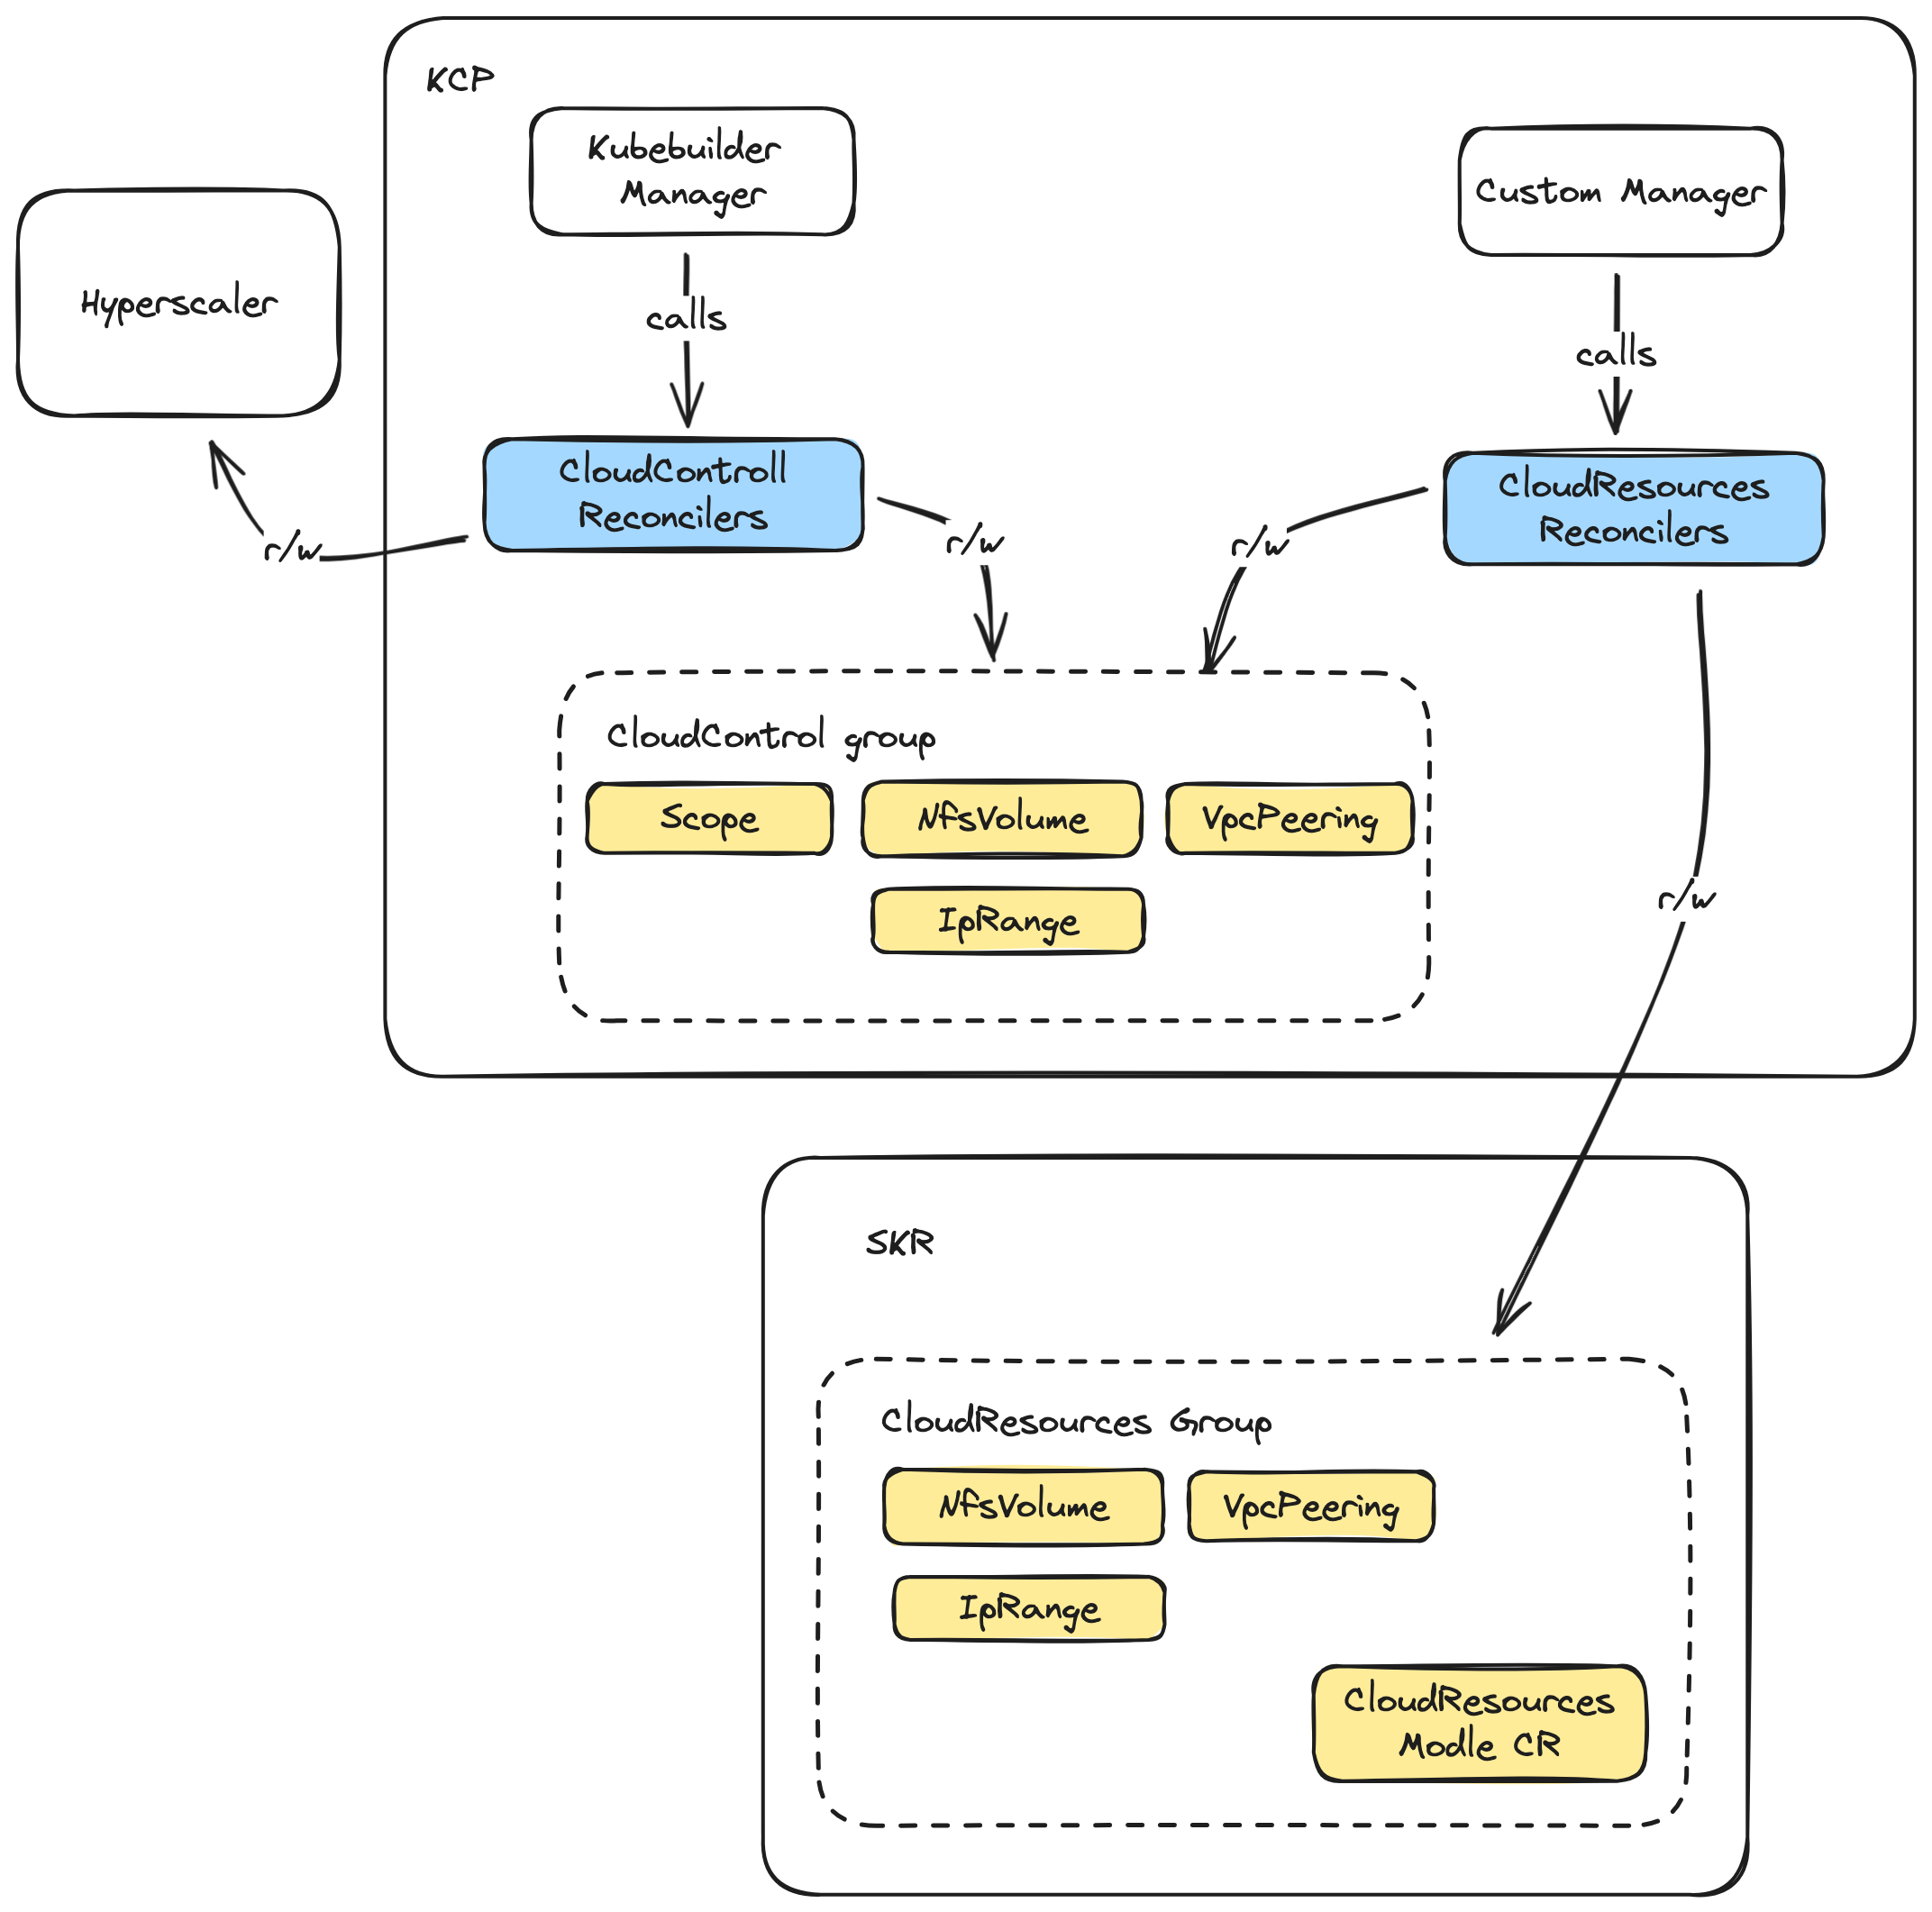 KCP
Kubebuilder
Manager
Custom Manager
Hyperscaler
calls
calls
CloudControll
Reconcilers
CloudResources
Reconcilers
r/w
r/w
r/w
CloudControl group
Scope
NfsVolume
VpcPeering
IpRange
r/w
SKR
CloudResources Group
NfsVolume
VpcPeering
IpRange
CloudResources
Modle CR